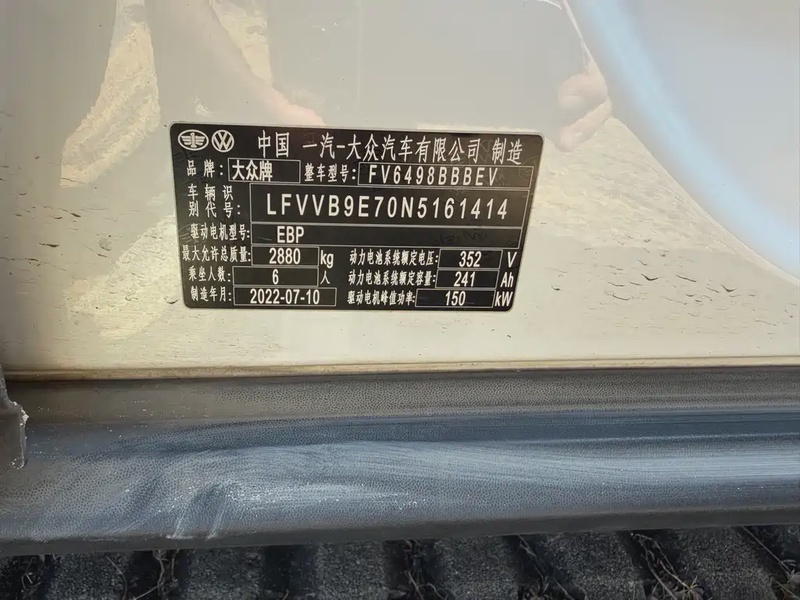 中国 一汽-大众汽车有限公司 制造
品牌: 大众牌 整车型号: FV6498BBBEV
车辆识别代号: LFVVB9E70N5161414
驱动电机型号: EBP
最大允许总质量: 2880 kg 动力电池系统额定电压: 352 V
乘坐人数: 6 人 动力电池系统额定容量: 241 Ah
制造年月: 2022-07-10 驱动电机峰值功率: 150 kW